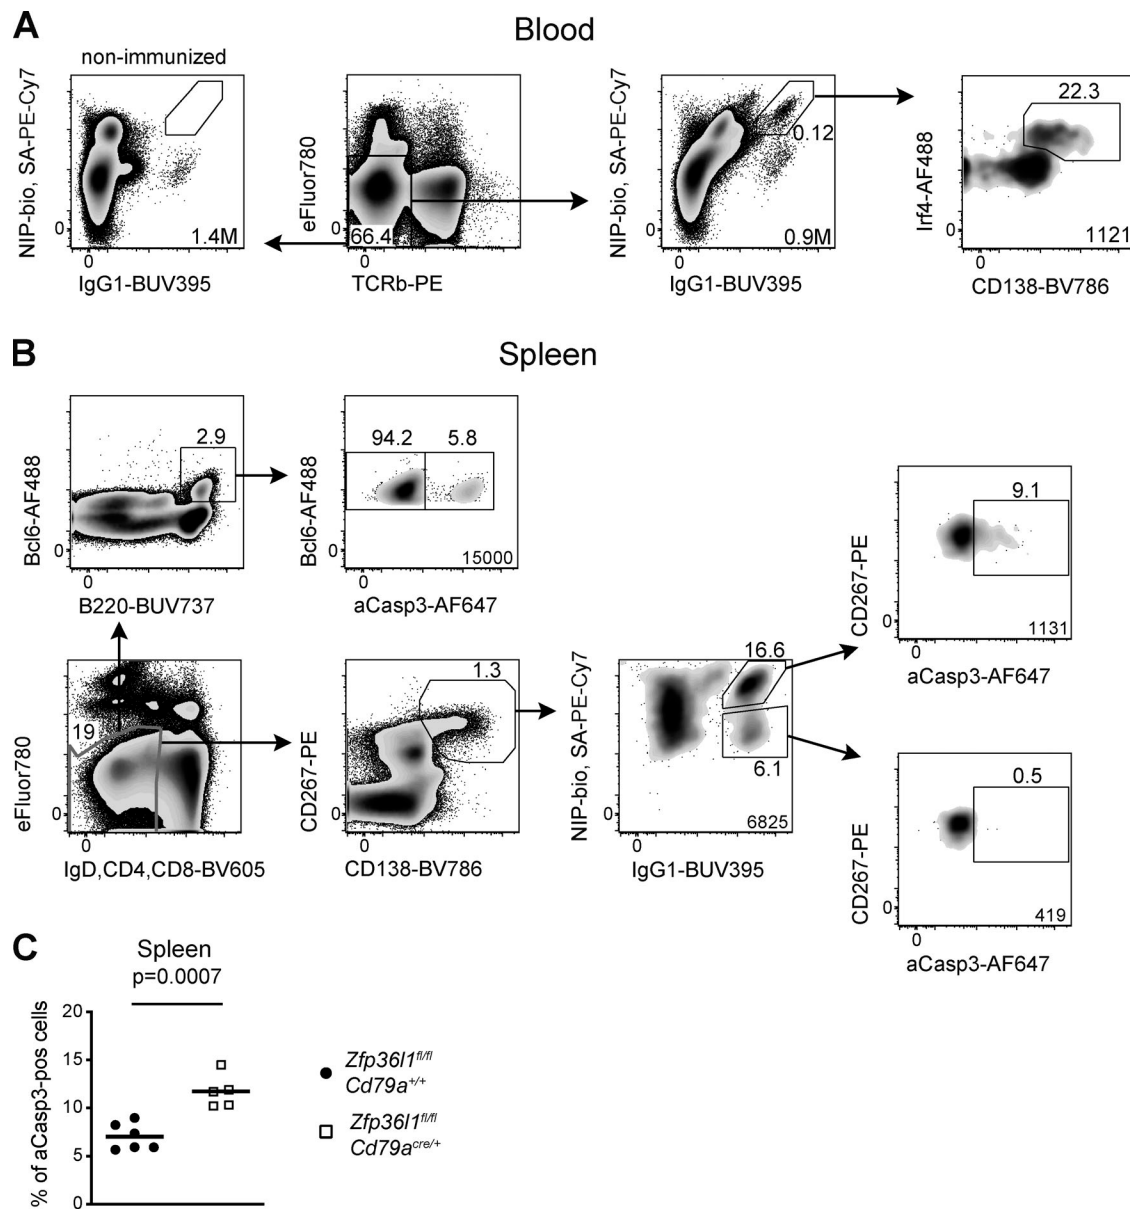 A
Blood
non-immunized
NIP-bio, SA-PE-Cy7
0
1.4M
0
IgG1-BUV395
eFluor780
0
66.4
0
TCRb-PE
NIP-bio, SA-PE-Cy7
0
0.12
0.9M
0
IgG1-BUV395
Irf4-AF488
0
22.3
1121
0
CD138-BV786
B
Spleen
Bcl6-AF488
0
2.9
0
B220-BUV737
Bcl6-AF488
0
94.2
5.8
15000
0
aCasp3-AF647
eFluor780
0
19
0
IgD,CD4,CD8-BV605
CD267-PE
0
1.3
0
CD138-BV786
NIP-bio, SA-PE-Cy7
0
16.6
6.1
6825
0
IgG1-BUV395
CD267-PE
0
9.1
1131
0
aCasp3-AF647
CD267-PE
0
0.5
419
0
aCasp3-AF647
C
Spleen
p=0.0007
% of aCasp3-pos cells
20
15
10
5
0
Zfp36l1fl/fl
Cd79a+/+
Zfp36l1fl/fl
Cd79acre/+